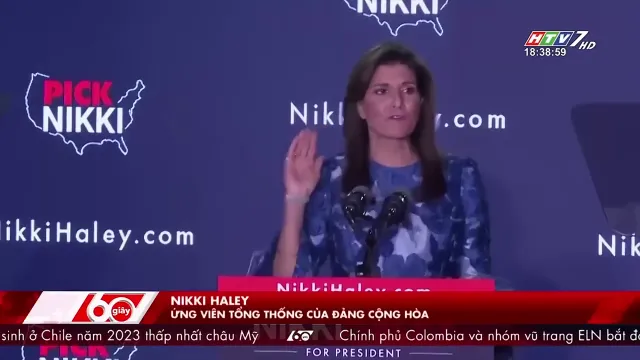 NIKKI
HTV7 HD
18:38:59
PICK
NIKKI
NikkiHaley.com
NikkiHaley.com
Nikki
NikkiHaley.com
60 giây
NIKKI HALEY
ỨNG VIÊN TỔNG THỐNG CỦA ĐẢNG CỘNG HÒA
sinh ở Chile năm 2023 thấp nhất châu Mỹ 60 Chính phủ Colombia và nhóm vũ trang ELN bắt đ
FOR PRESIDENT